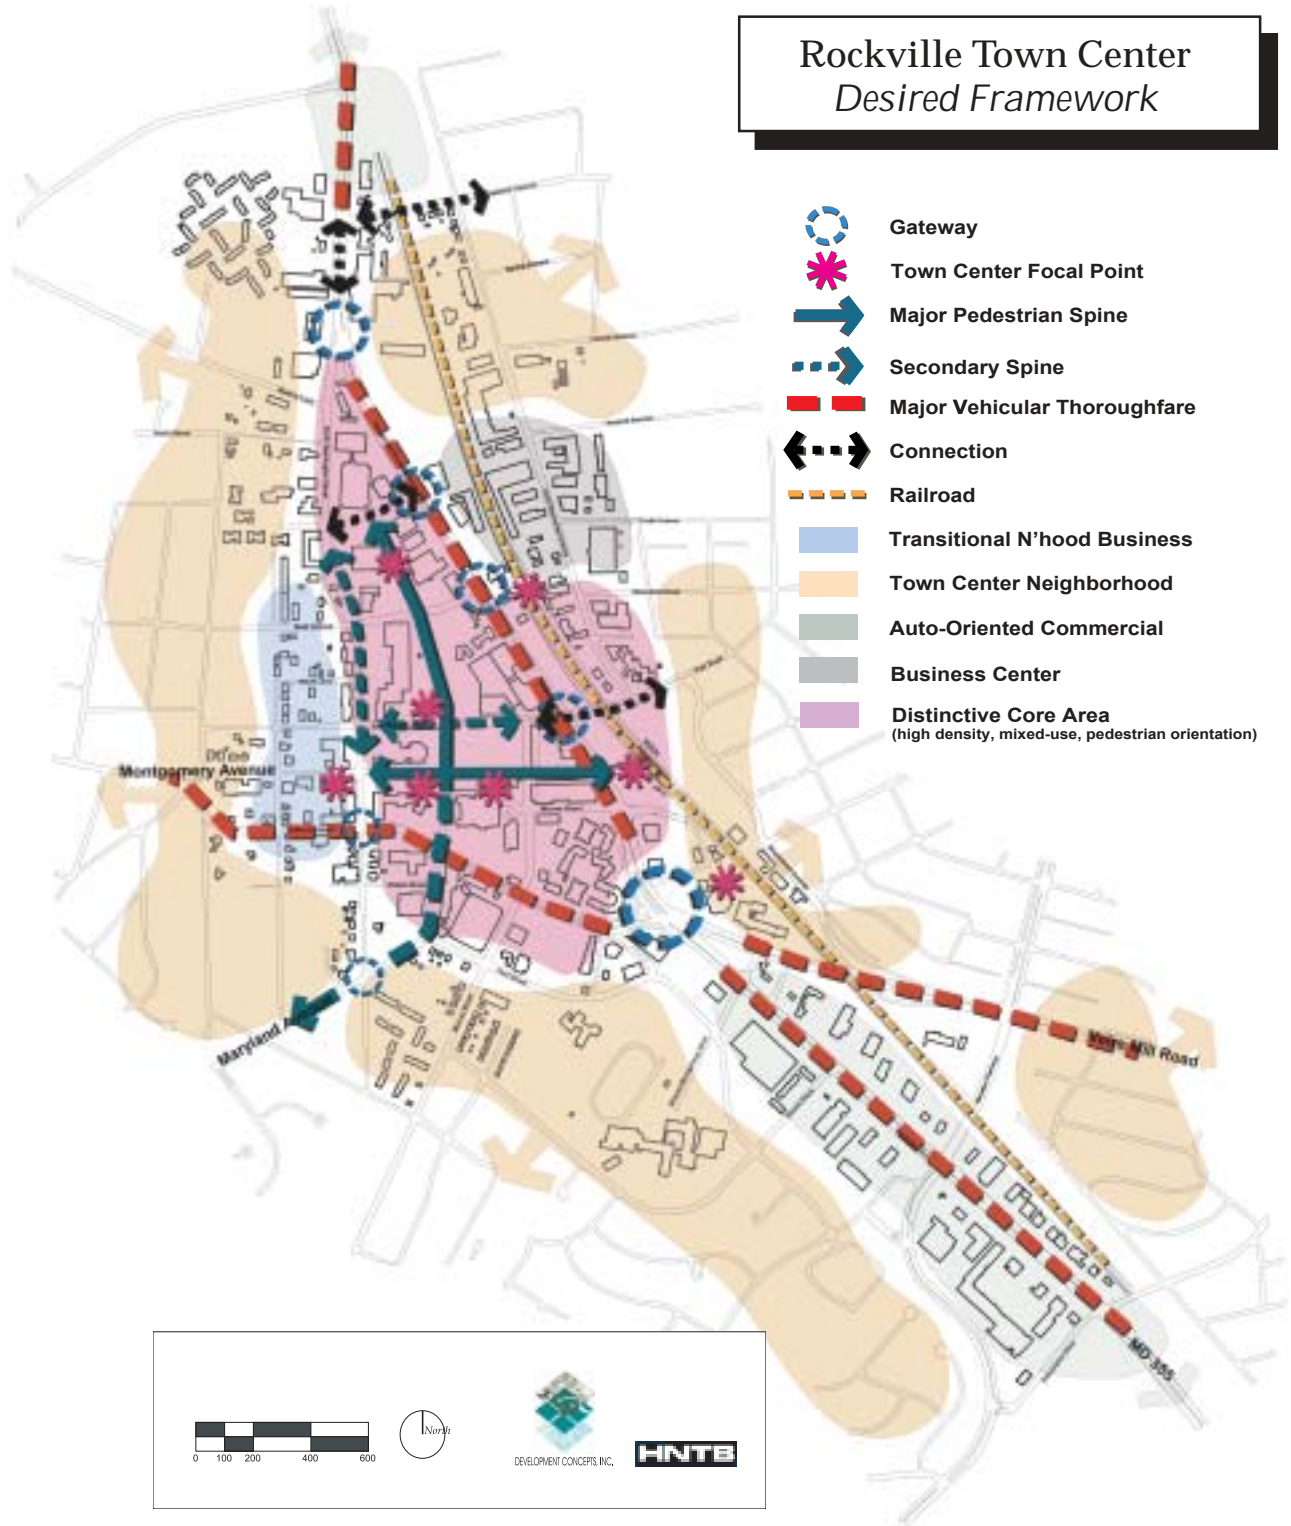 Rockville Town Center
Desired Framework
Gateway
Town Center Focal Point
Major Pedestrian Spine
Secondary Spine
Major Vehicular Thoroughfare
Connection
Railroad
Transitional N'hood Business
Town Center Neighborhood
Auto-Oriented Commercial
Business Center
Distinctive Core Area
(high density, mixed-use, pedestrian orientation)
Montgomery Avenue
Maryland
Mill Road
MD 355
0 100 200 400 600
North
DEVELOPMENT CONCEPTS, INC.
HNTB